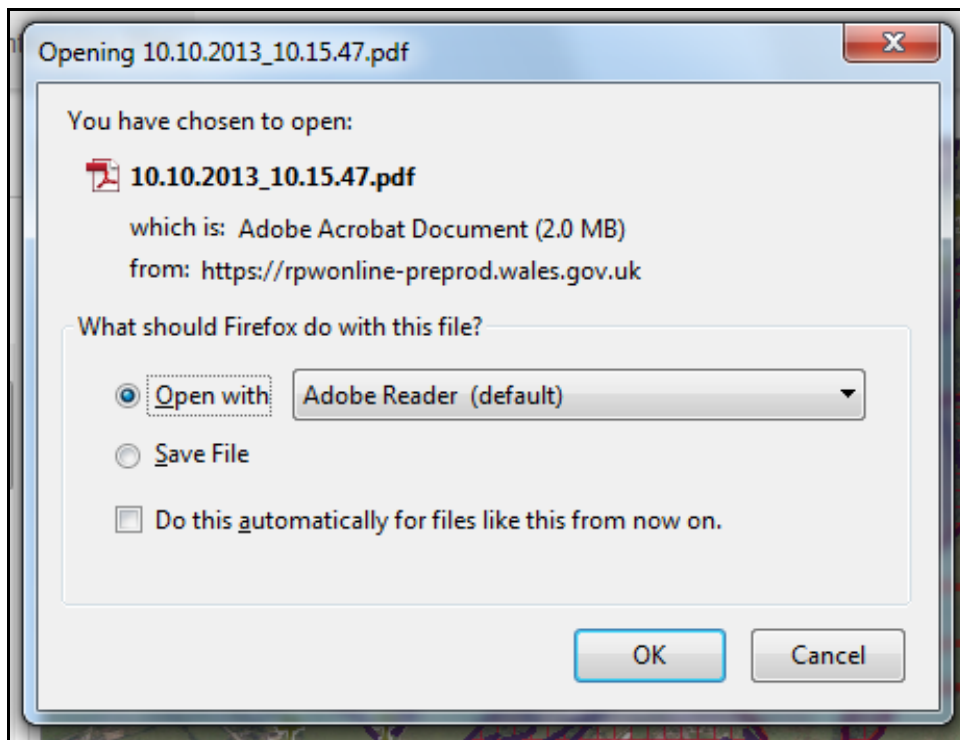 Opening 10.10.2013_10.15.47.pdf
X
You have chosen to open:
10.10.2013_10.15.47.pdf
which is: Adobe Acrobat Document (2.0 MB)
from: https://rpwonline-preprod.wales.gov.uk
What should Firefox do with this file?
Open with Adobe Reader (default)
Save File
Do this automatically for files like this from now on.
OK Cancel